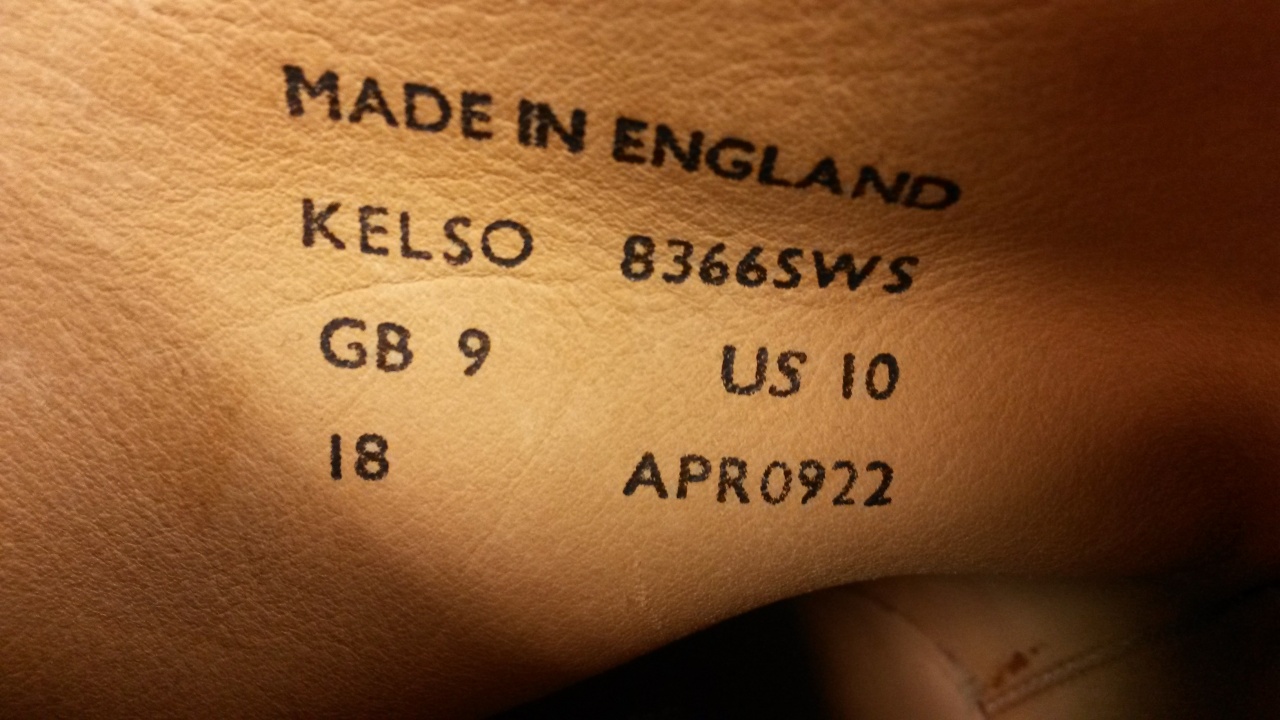 MADE IN ENGLAND
KELSO 8366SWS
GB 9 US 10
18 APR0922